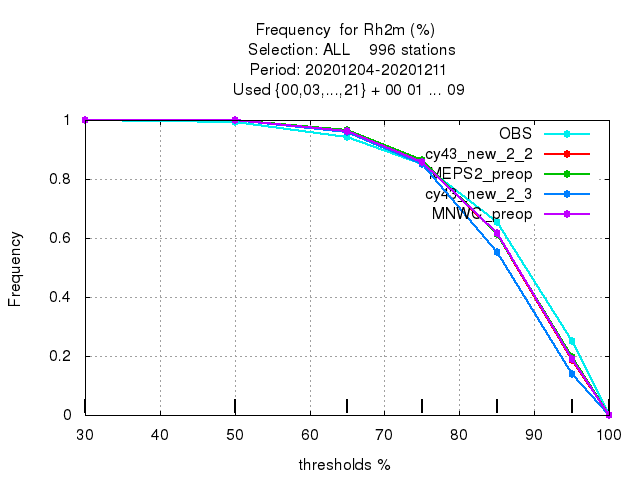 Frequency for Rh2m (%)
Selection: ALL 996 stations
Period: 20201204-20201211
Used {00,03,...,21} + 00 01 ... 09
OBS
cy43_new_2_2
MEPS2_preop
cy43_new_2_3
MNWC_preop
1
0.8
0.6
0.4
0.2
0
Frequency
30 40 50 60 70 80 90 100
thresholds %